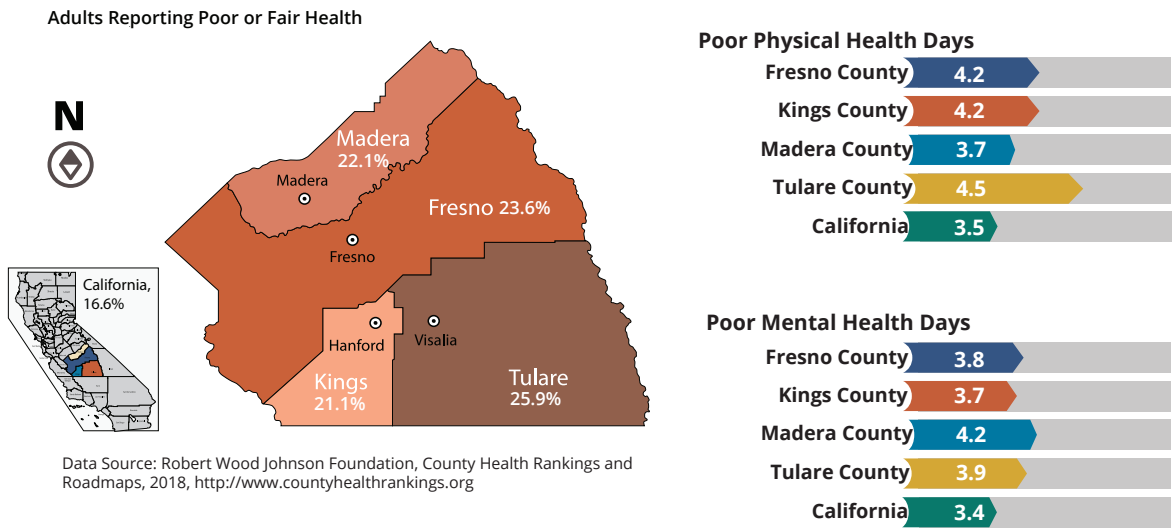 Adults Reporting Poor or Fair Health
N
Madera
22.1%
Madera
Fresno 23.6%
Fresno
California,
16.6%
Hanford
Visalia
Kings
21.1%
Tulare
25.9%
Data Source: Robert Wood Johnson Foundation, County Health Rankings and
Roadmaps, 2018, http://www.countyhealthrankings.org
Poor Physical Health Days
Fresno County 4.2
Kings County 4.2
Madera County 3.7
Tulare County 4.5
California 3.5
Poor Mental Health Days
Fresno County 3.8
Kings County 3.7
Madera County 4.2
Tulare County 3.9
California 3.4